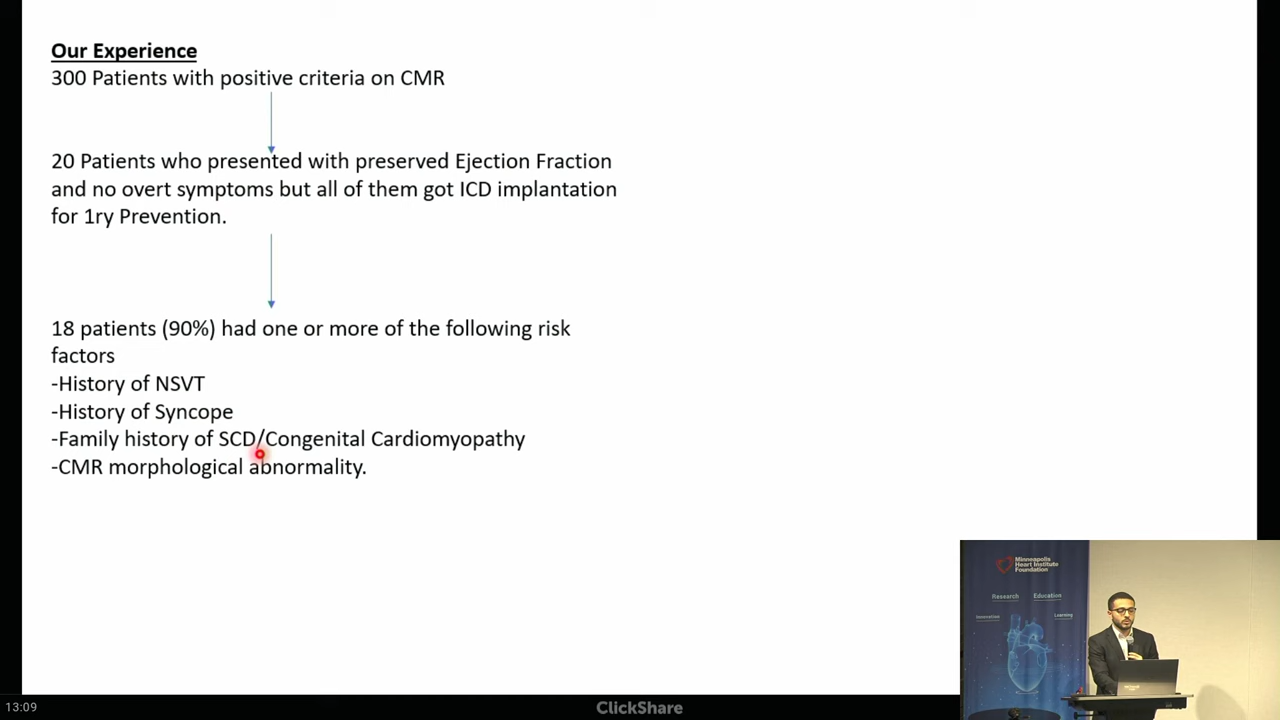 Our Experience
300 Patients with positive criteria on CMR
20 Patients who presented with preserved Ejection Fraction
and no overt symptoms but all of them got ICD implantation
for 1ry Prevention.
18 patients (90%) had one or more of the following risk
factors
-History of NSVT
-History of Syncope
-Family history of SCD/Congenital Cardiomyopathy
-CMR morphological abnormality.
Minneapolis
Heart Institute
Foundation
Research
Education
Innovation
Learning
13:09
ClickShare